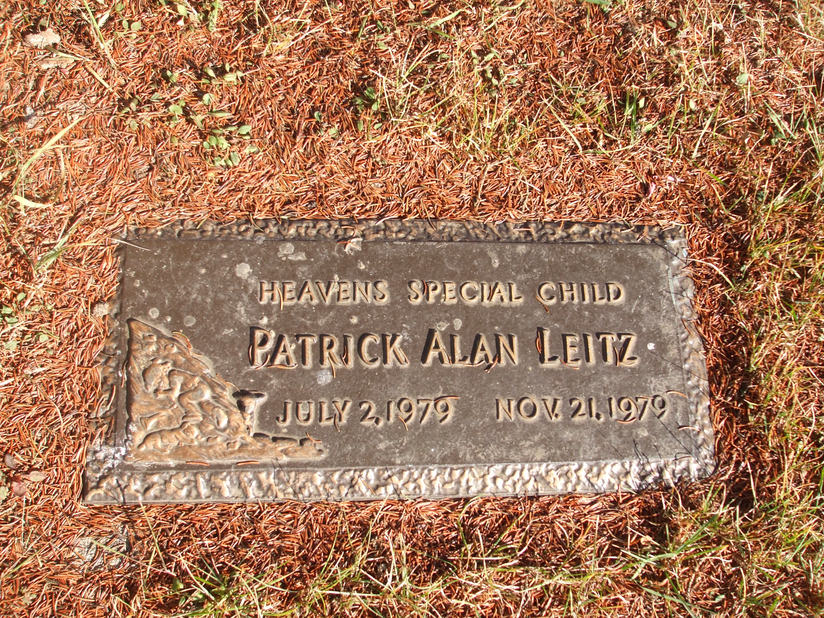 HEAVENS SPECIAL CHILD
PATRICK ALAN LEITZ
JULY 2, 1979 NOV. 21, 1979